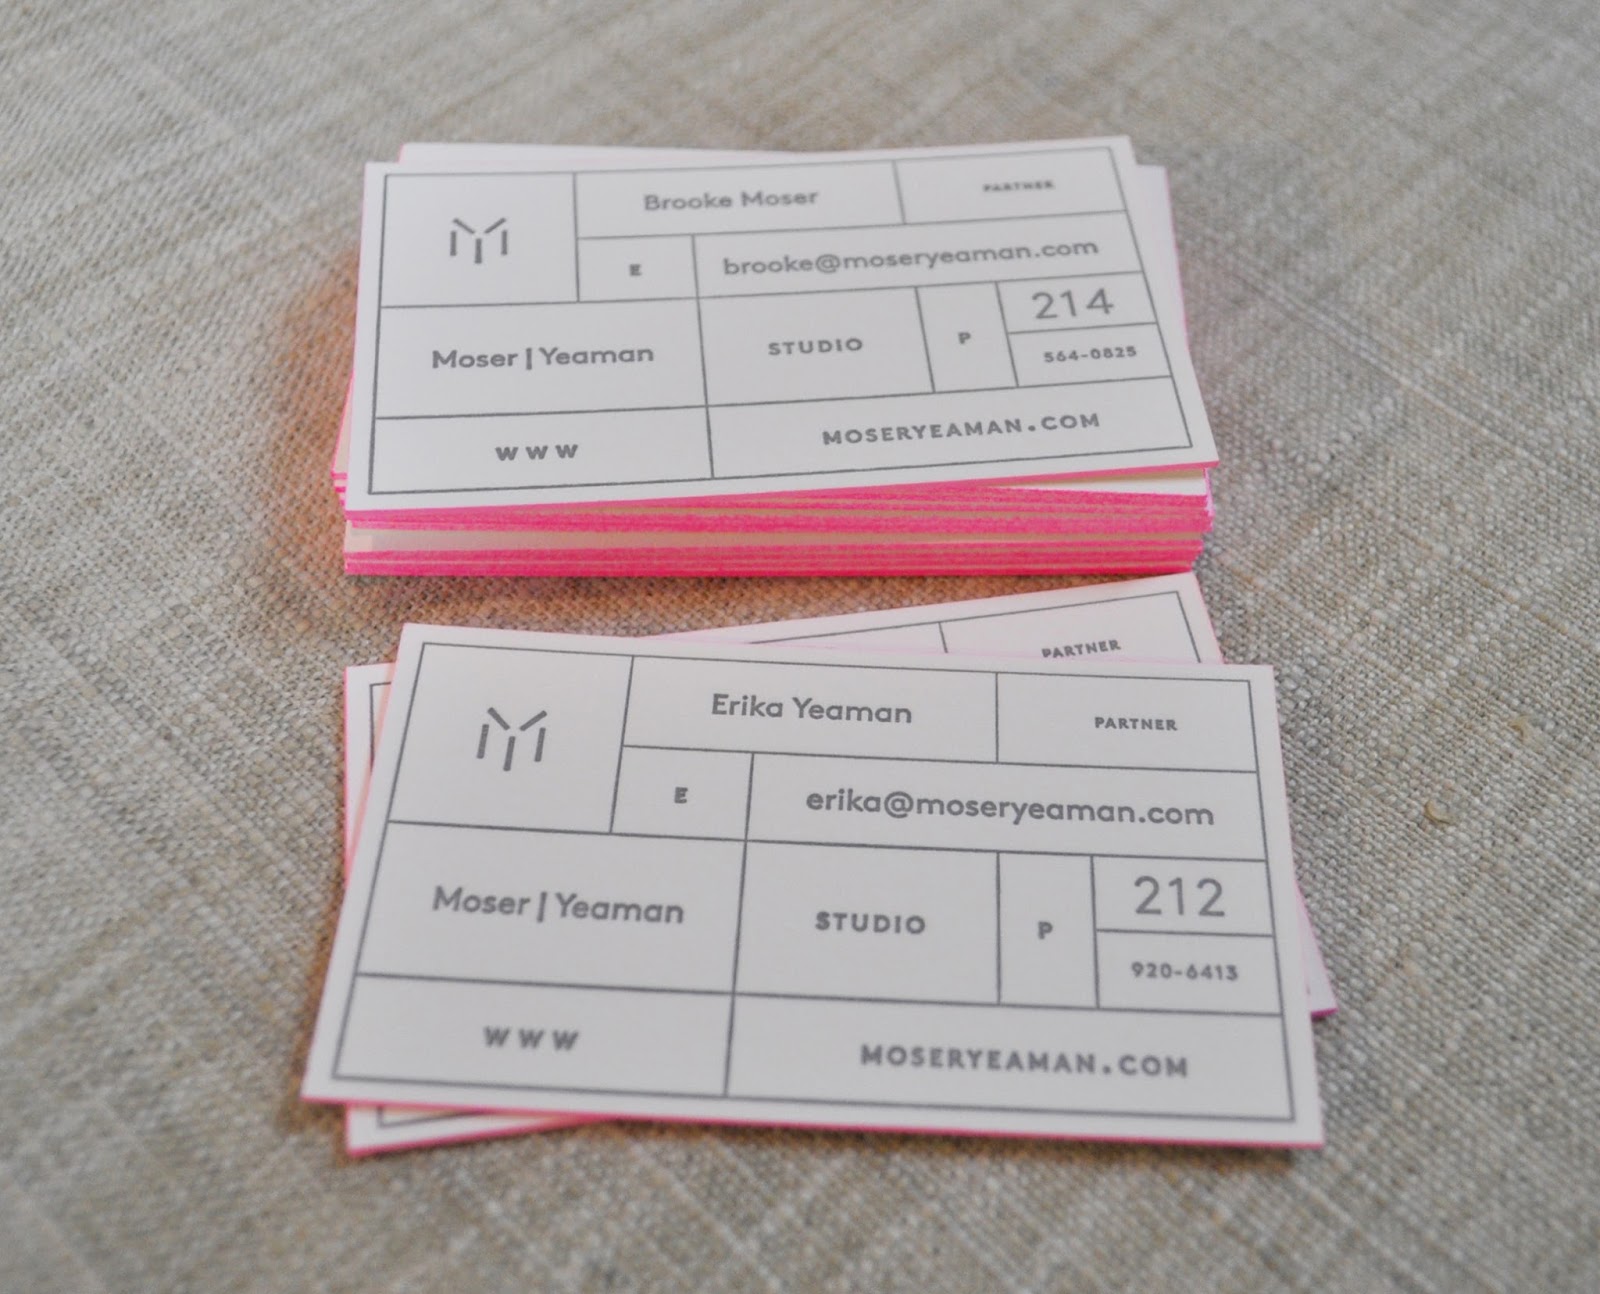 Brooke Moser PARTNER
E brooke@moseryeaman.com
Moser | Yeaman STUDIO P 214
564-0825
WWW MOSERYEAMAN.COM
PARTNER
Erika Yeaman PARTNER
E erika@moseryeaman.com
Moser | Yeaman STUDIO P 212
920-6413
WWW MOSERYEAMAN.COM